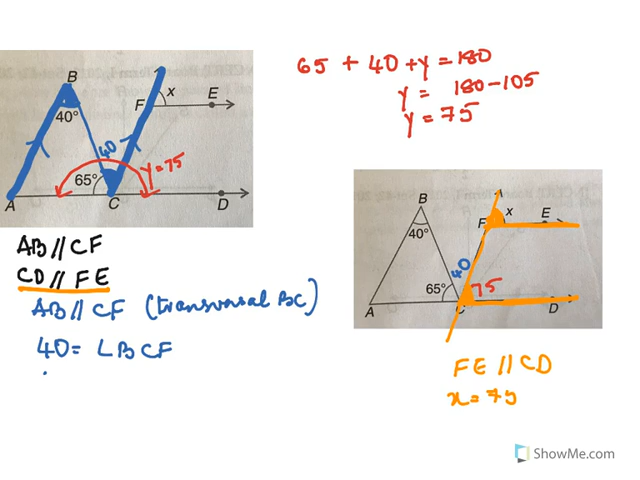 65 + 40 + y = 180
y = 180 - 105
y = 75
B
40°
F
x
E
40
65°
y = 75
A
C
D
AB // CF
CD // FE
AB // CF (transversal BC)
40 = ∠BCF
B
40°
F
x
E
40
65°
75
A
C
D
FE // CD
x = 75
ShowMe.com